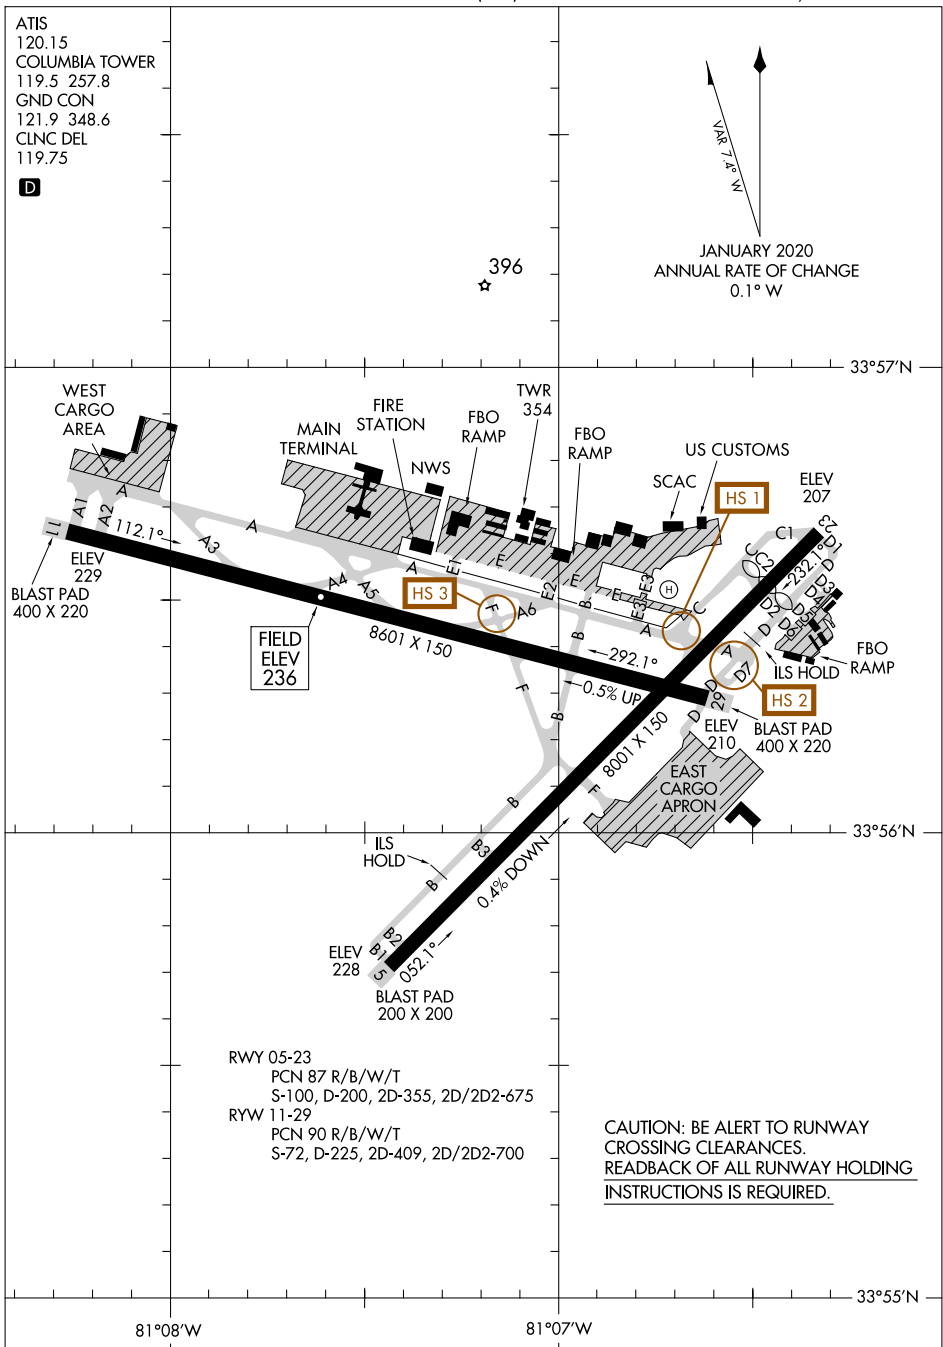 ATIS
120.15
COLUMBIA TOWER
119.5 257.8
GND CON
121.9 348.6
CLNC DEL
119.75
D
396
VAR 7.4° W
JANUARY 2020
ANNUAL RATE OF CHANGE
0.1° W
33°57'N
WEST
CARGO
AREA
MAIN
TERMINAL
FIRE
STATION
NWS
FBO
RAMP
TWR
354
FBO
RAMP
SCAC
US CUSTOMS
HS 1
ELEV
207
23
A
A1
A2
11
112.1°
ELEV
229
BLAST PAD
400 X 220
A3
A
A4
A5
A
HS 3
E1
E
E2
E
E
E3
E3
H
F
A6
B
A
C
C
C2
C1
232.1°
D1
D
D3
D4
D5
D6
D2
D
FIELD
ELEV
236
8601 X 150
292.1°
0.5% UP
A
D7
D
D
29
ILS HOLD
FBO
RAMP
HS 2
ELEV
210
BLAST PAD
400 X 220
F
B
8001 X 150
EAST
CARGO
APRON
F
B
33°56'N
ILS
HOLD
B3
0.4% DOWN
B
B2
B1
5
052.1°
ELEV
228
BLAST PAD
200 X 200
RWY 05-23
PCN 87 R/B/W/T
S-100, D-200, 2D-355, 2D/2D2-675
RYW 11-29
PCN 90 R/B/W/T
S-72, D-225, 2D-409, 2D/2D2-700
CAUTION: BE ALERT TO RUNWAY
CROSSING CLEARANCES.
READBACK OF ALL RUNWAY HOLDING
INSTRUCTIONS IS REQUIRED.
33°55'N
81°08'W
81°07'W